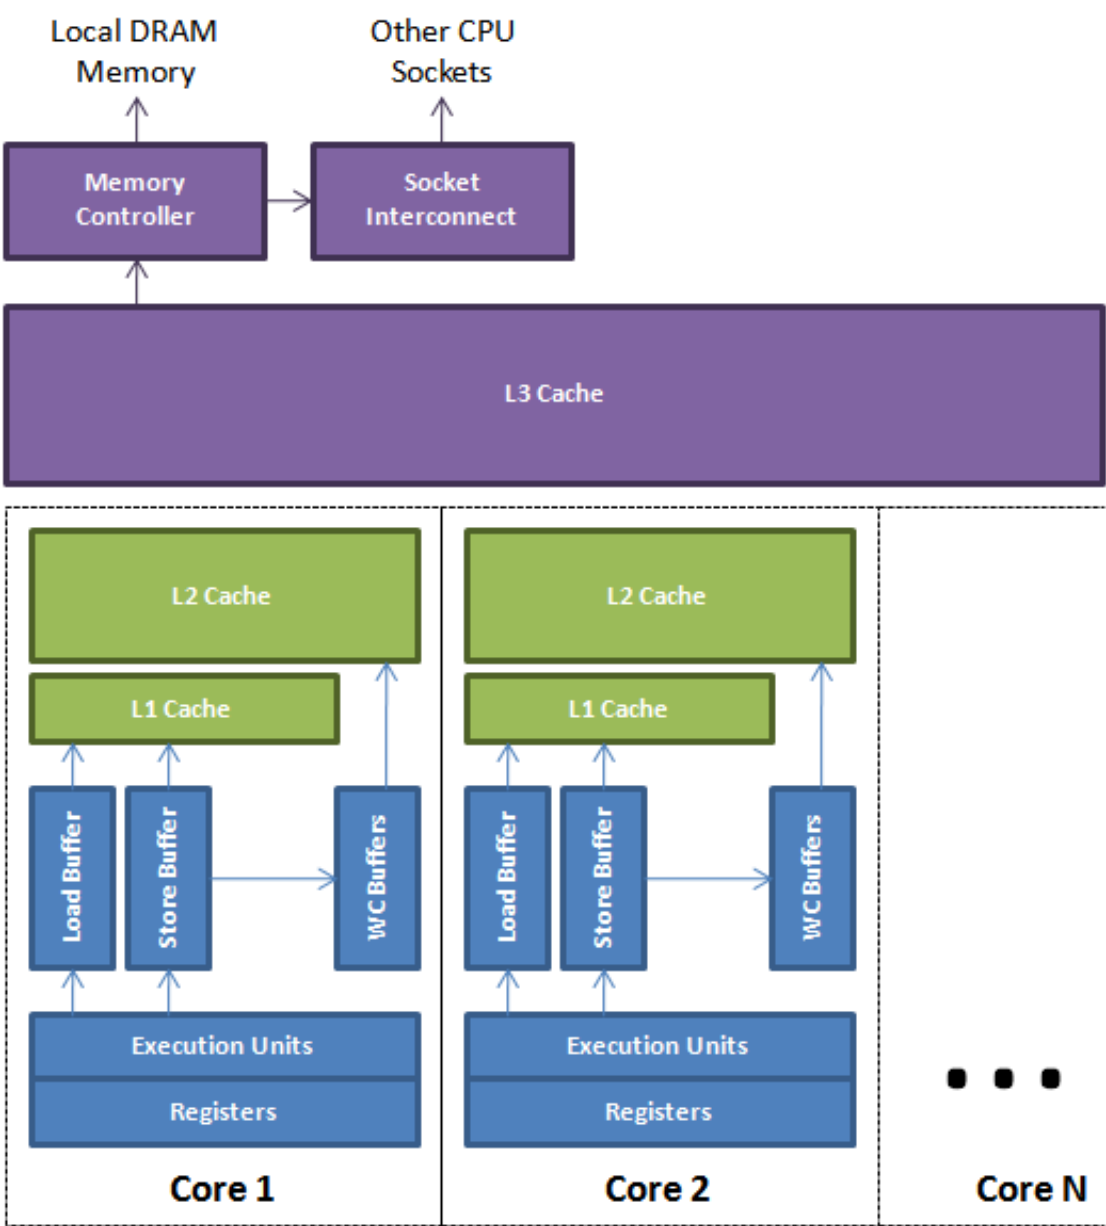 Local DRAM
Memory
Other CPU
Sockets
Memory
Controller
Socket
Interconnect
L3 Cache
L2 Cache
L1 Cache
Load Buffer
Store Buffer
WC Buffers
Execution Units
Registers
Core 1
L2 Cache
L1 Cache
Load Buffer
Store Buffer
WC Buffers
Execution Units
Registers
Core 2
Core N